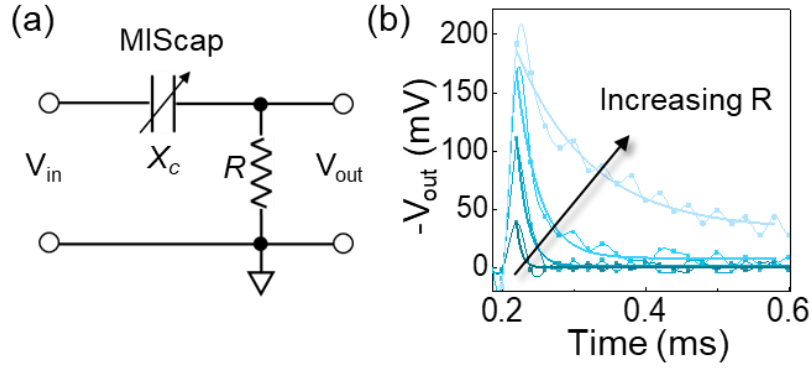 (a)
MIScap
V_in
X_c
R
V_out
(b)
-V_out (mV)
200
150
100
50
0
Increasing R
0.2
0.4
0.6
Time (ms)